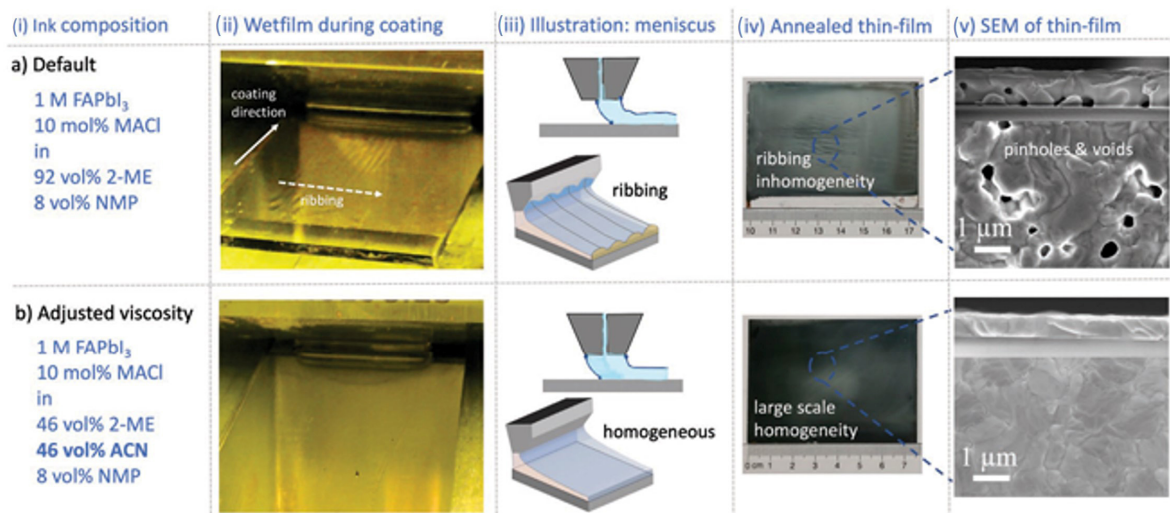 (i) Ink composition
(ii) Wetfilm during coating
(iii) Illustration: meniscus
(iv) Annealed thin-film
(v) SEM of thin-film
a) Default
1 M FAPbI₃
10 mol% MACl
in
92 vol% 2-ME
8 vol% NMP
coating
direction
ribbing
ribbing
ribbing
inhomogeneity
10 11 12 13 14 15 16 17
pinholes & voids
1 μm
b) Adjusted viscosity
1 M FAPbI₃
10 mol% MACl
in
46 vol% 2-ME
46 vol% ACN
8 vol% NMP
homogeneous
large scale
homogeneity
0 cm 1 2 3 4 5 6 7
1 μm